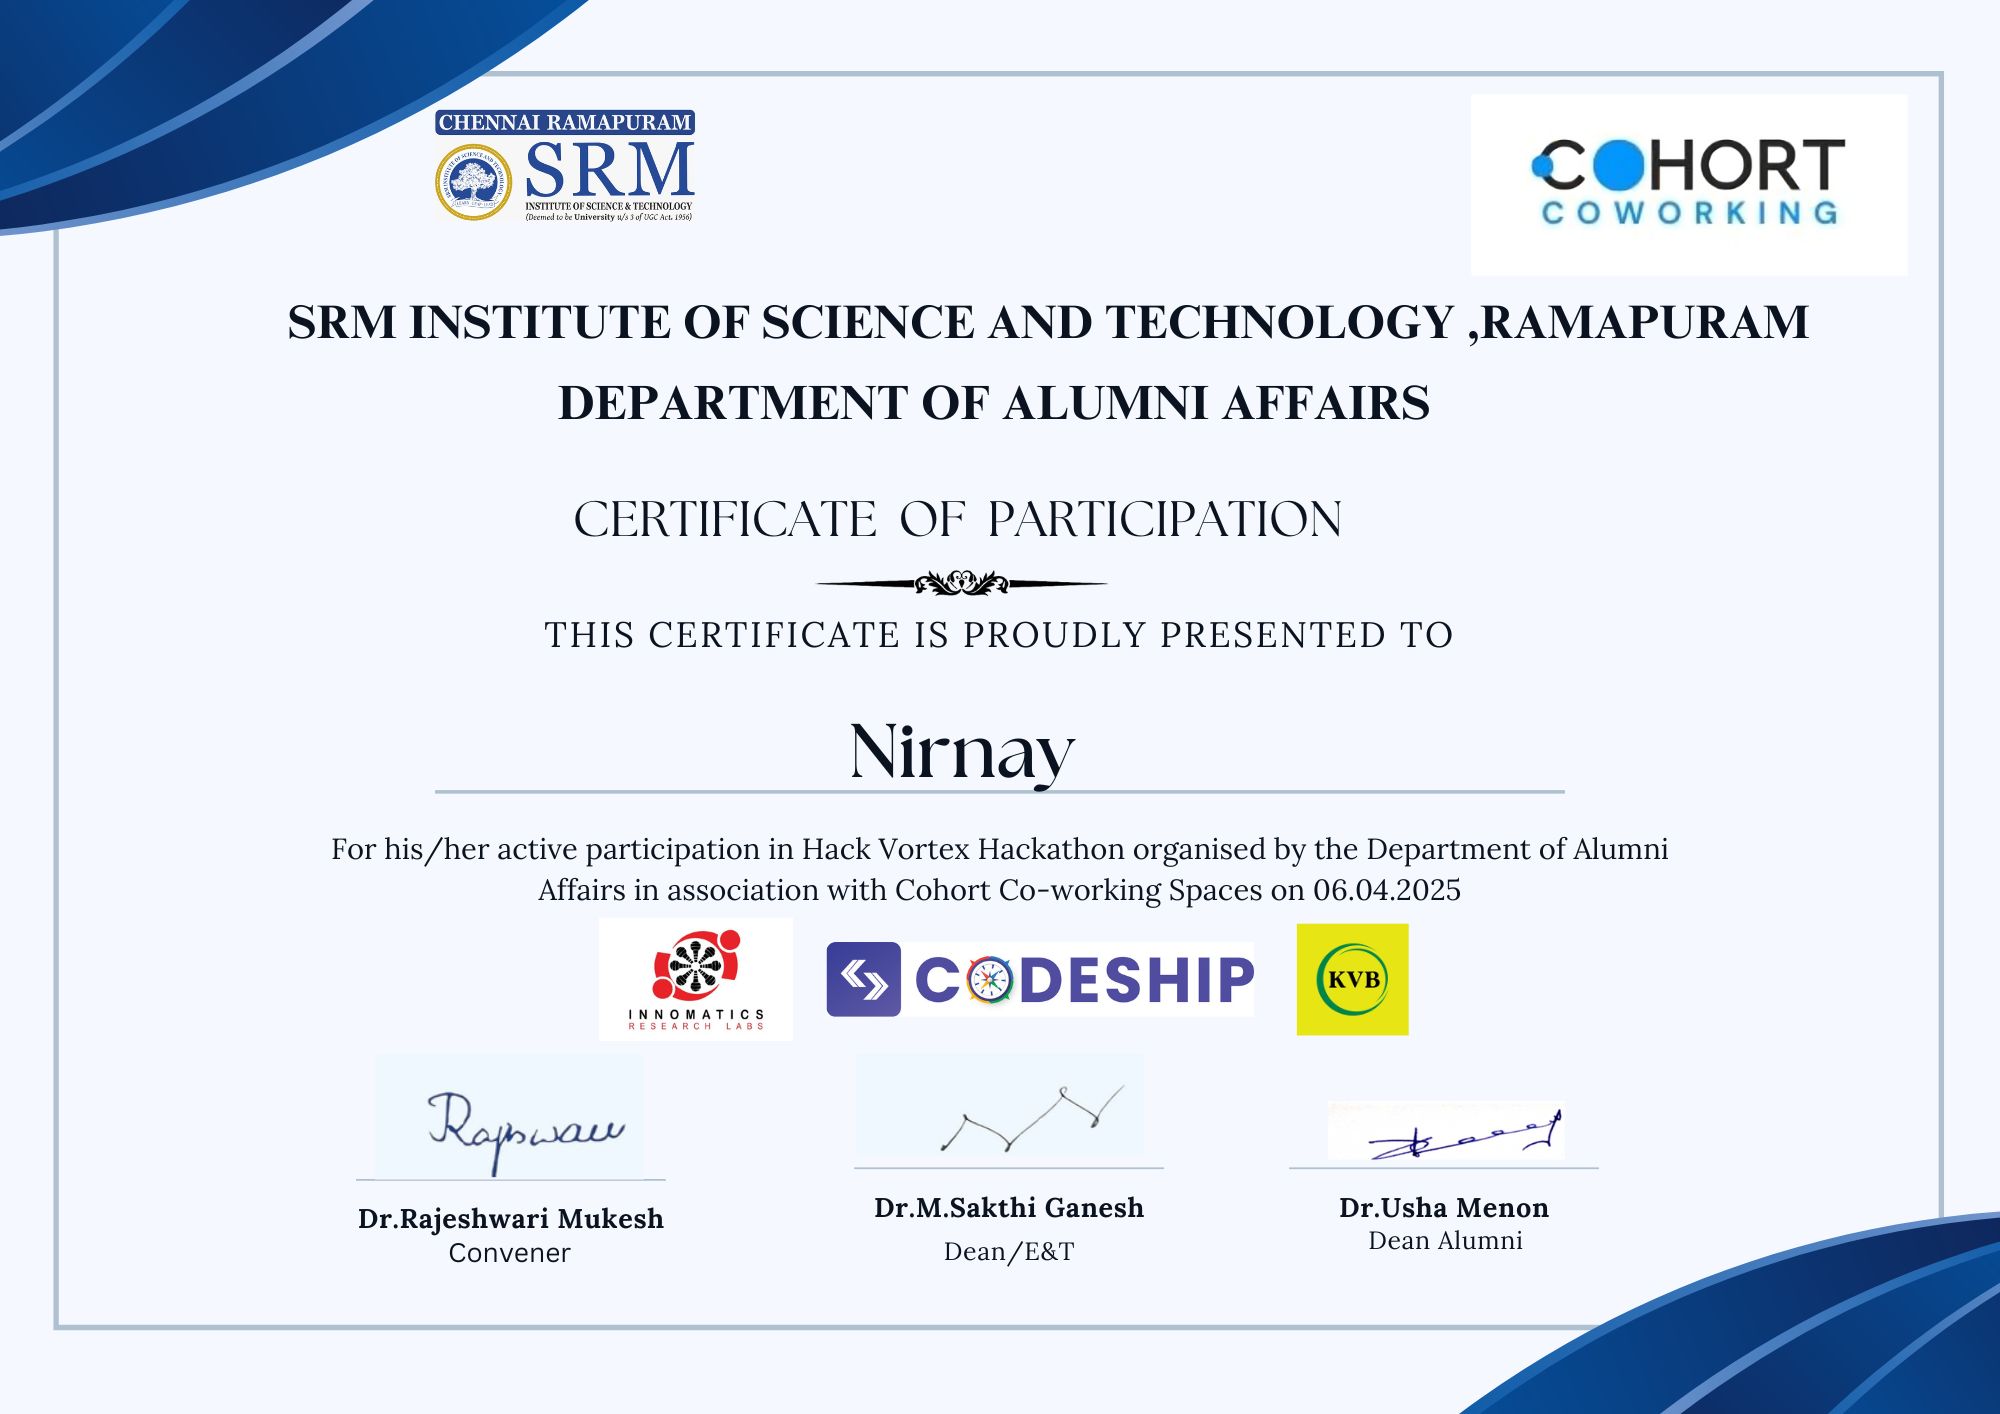 CHENNAI RAMAPURAM
SRM
INSTITUTE OF SCIENCE & TECHNOLOGY
(Deemed to be University u/s 3 of UGC Act, 1956)
COHORT
COWORKING
SRM INSTITUTE OF SCIENCE AND TECHNOLOGY ,RAMAPURAM
DEPARTMENT OF ALUMNI AFFAIRS
CERTIFICATE OF PARTICIPATION
THIS CERTIFICATE IS PROUDLY PRESENTED TO
Nirnay
For his/her active participation in Hack Vortex Hackathon organised by the Department of Alumni
Affairs in association with Cohort Co-working Spaces on 06.04.2025
INNOMATICS
RESEARCH LABS
CODESHIP
KVB
Dr.Rajeshwari Mukesh
Convener
Dr.M.Sakthi Ganesh
Dean/E&T
Dr.Usha Menon
Dean Alumni